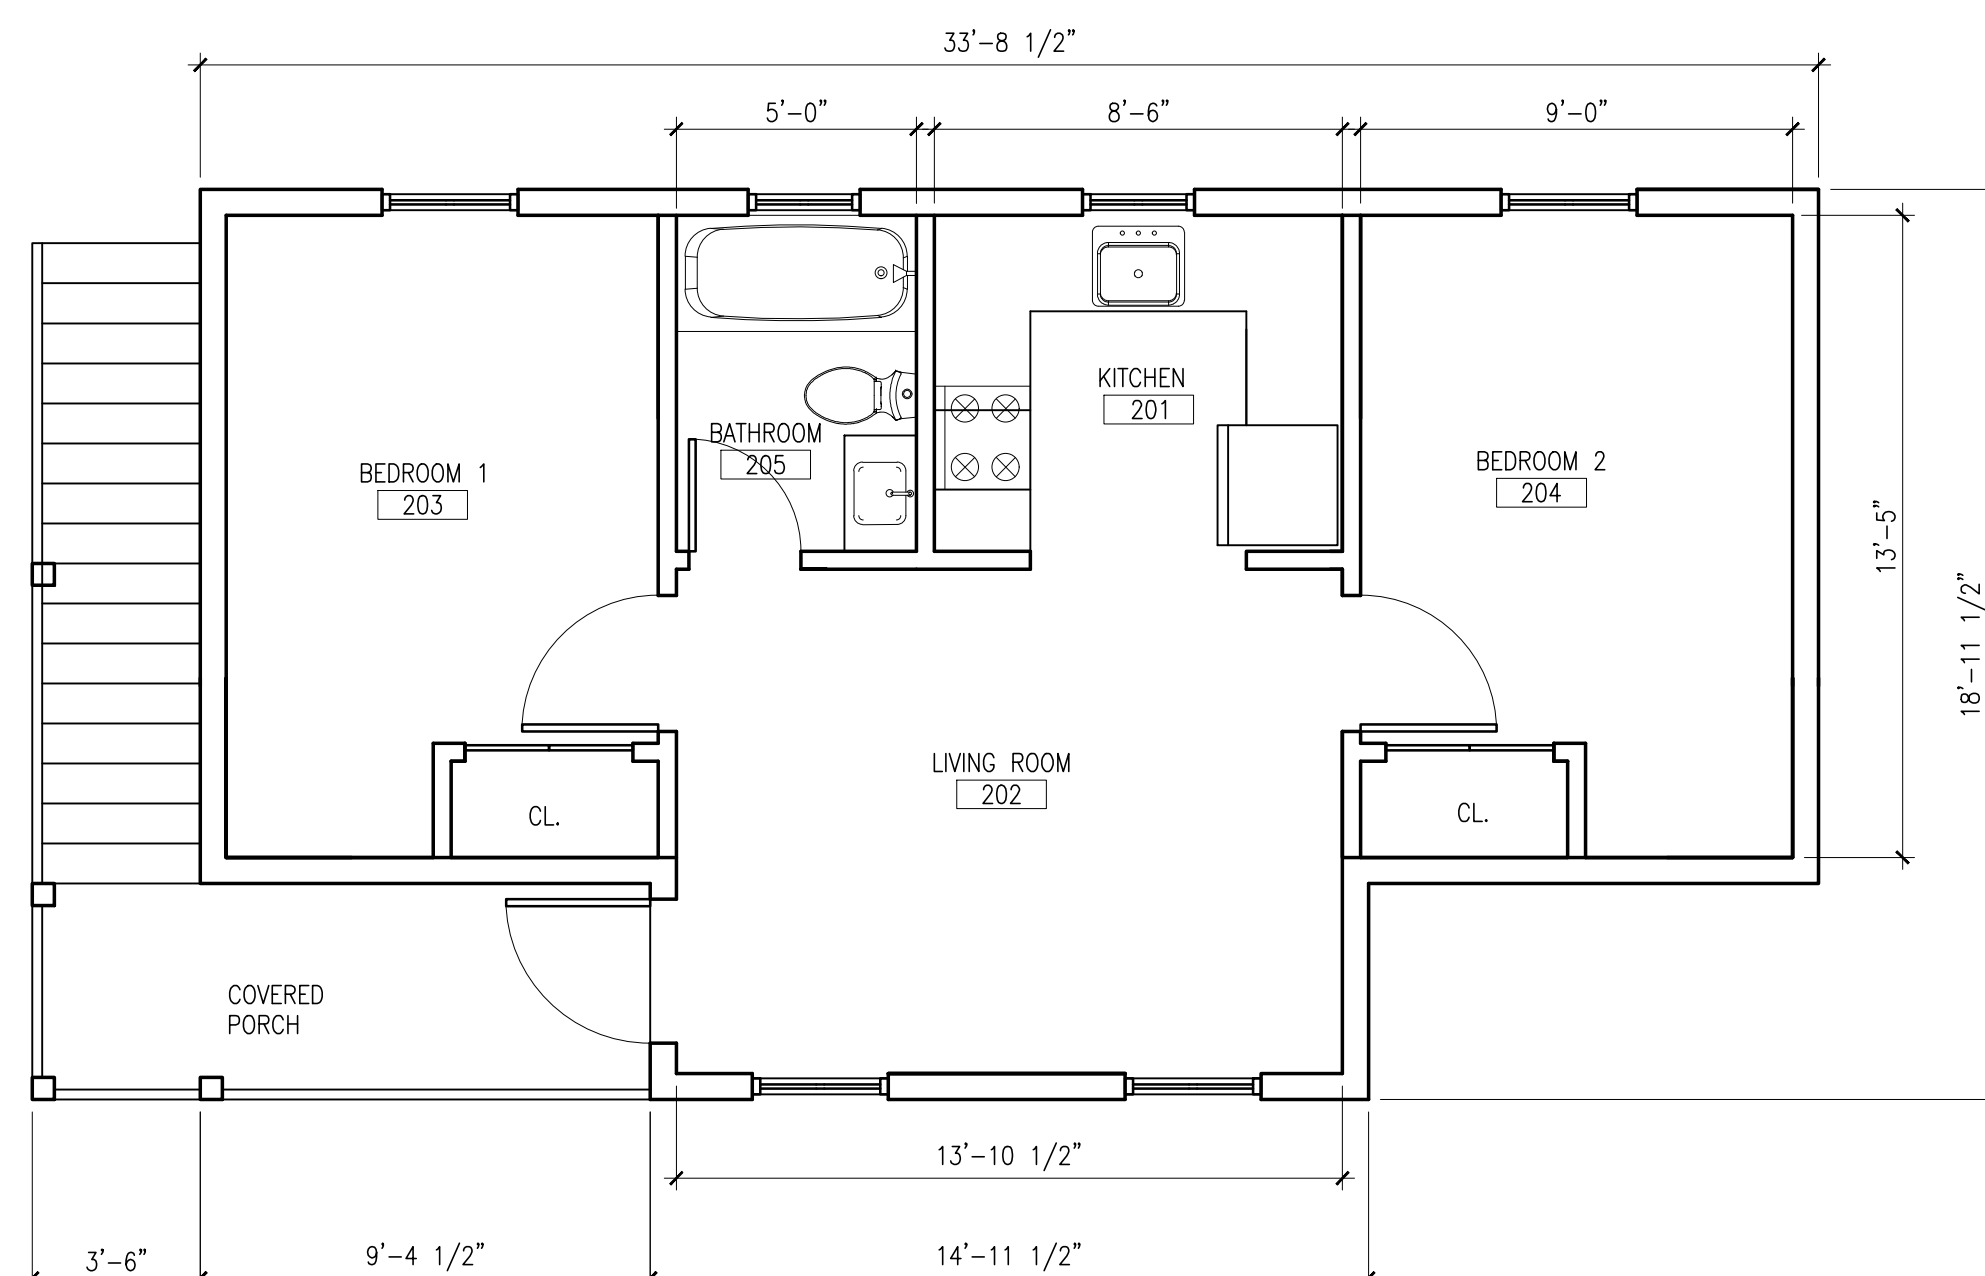 33'-8 1/2"
5'-0"
8'-6"
9'-0"
KITCHEN
201
BATHROOM
205
BEDROOM 1
203
BEDROOM 2
204
13'-5"
18'-11 1/2"
LIVING ROOM
202
CL.
CL.
COVERED
PORCH
13'-10 1/2"
3'-6"
9'-4 1/2"
14'-11 1/2"